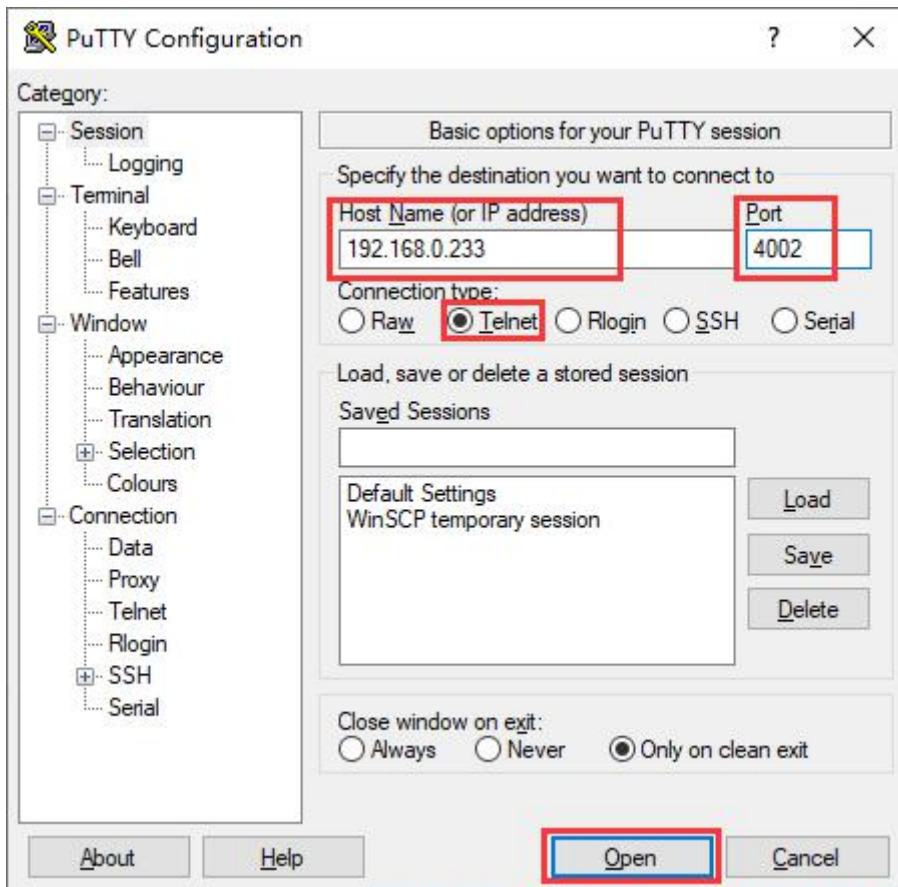 PuTTY Configuration
?
Category:
Session
Logging
Terminal
Keyboard
Bell
Features
Window
Appearance
Behaviour
Translation
Selection
Colours
Connection
Data
Proxy
Telnet
Rlogin
SSH
Serial
Basic options for your PuTTY session
Specify the destination you want to connect to
Host Name (or IP address) Port
192.168.0.233 4002
Connection type:
Raw Telnet Rlogin SSH Serial
Load, save or delete a stored session
Saved Sessions
Default Settings
WinSCP temporary session
Load
Save
Delete
Close window on exit:
Always Never Only on clean exit
About Help Open Cancel